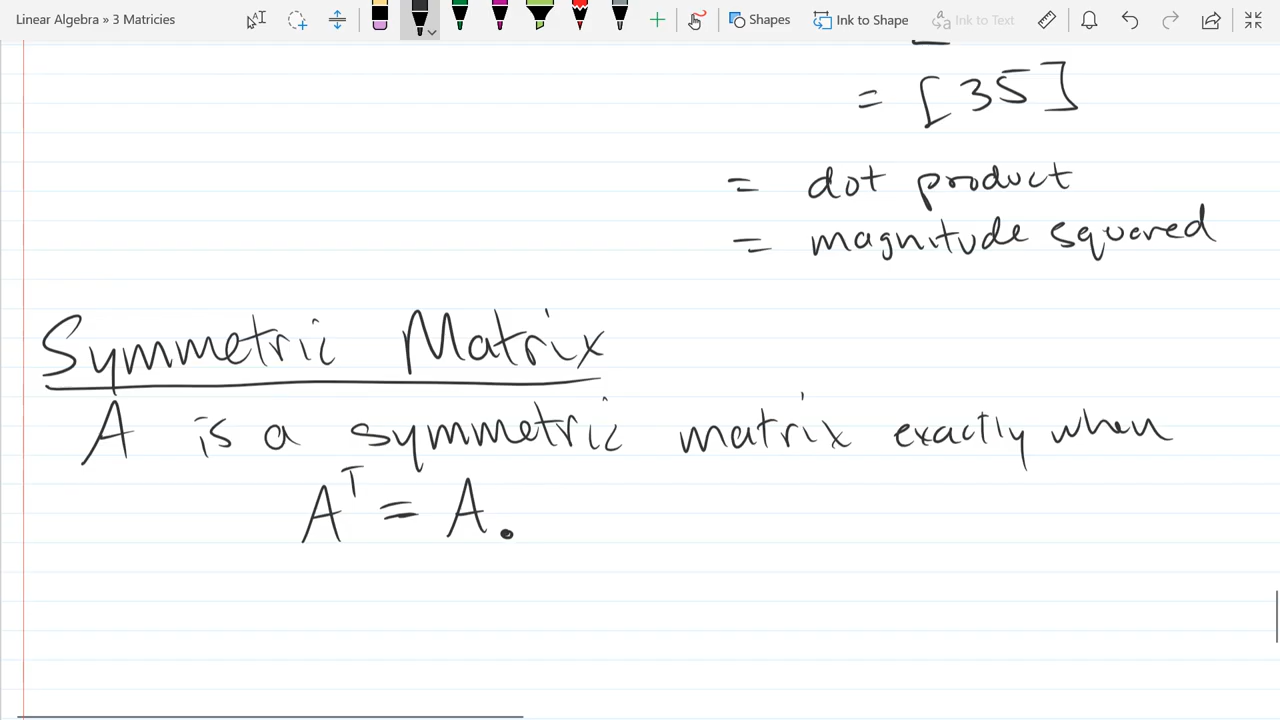 Linear Algebra » 3 Matricies
Shapes
Ink to Shape
Ink to Text
= [35]
= dot product
= magnitude squared
Symmetric Matrix
A is a symmetric matrix exactly when
Aᵀ = A.